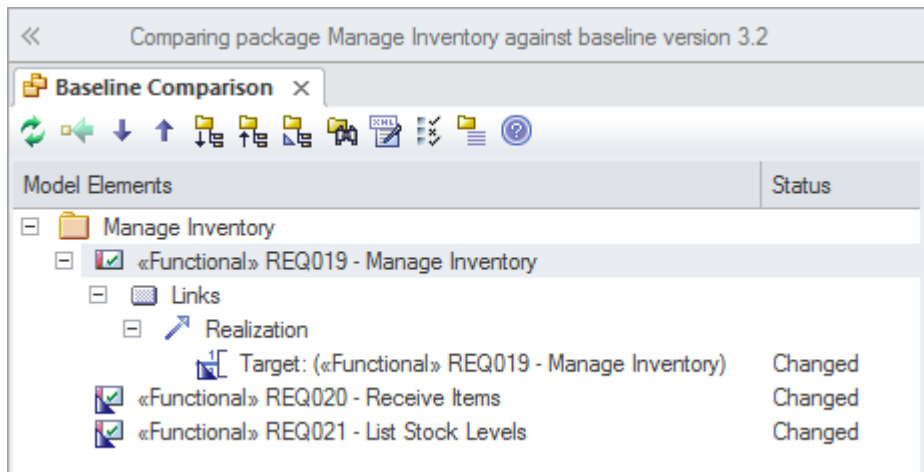 Comparing package Manage Inventory against baseline version 3.2
Baseline Comparison
Model Elements Status
Manage Inventory
«Functional» REQ019 - Manage Inventory
Links
Realization
Target: («Functional» REQ019 - Manage Inventory) Changed
«Functional» REQ020 - Receive Items Changed
«Functional» REQ021 - List Stock Levels Changed